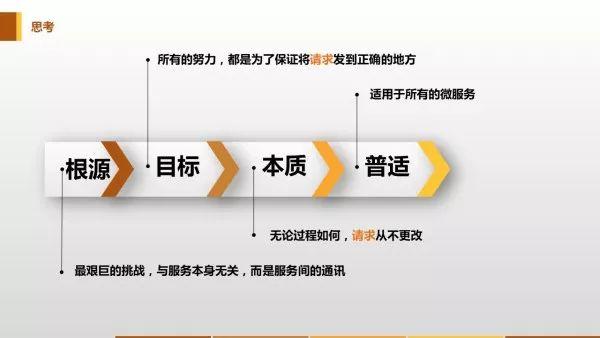 思考
所有的努力，都是为了保证将请求发到正确的地方
适用于所有的微服务
根源
目标
本质
普适
无论过程如何，请求从不更改
最艰巨的挑战，与服务本身无关，而是服务间的通讯